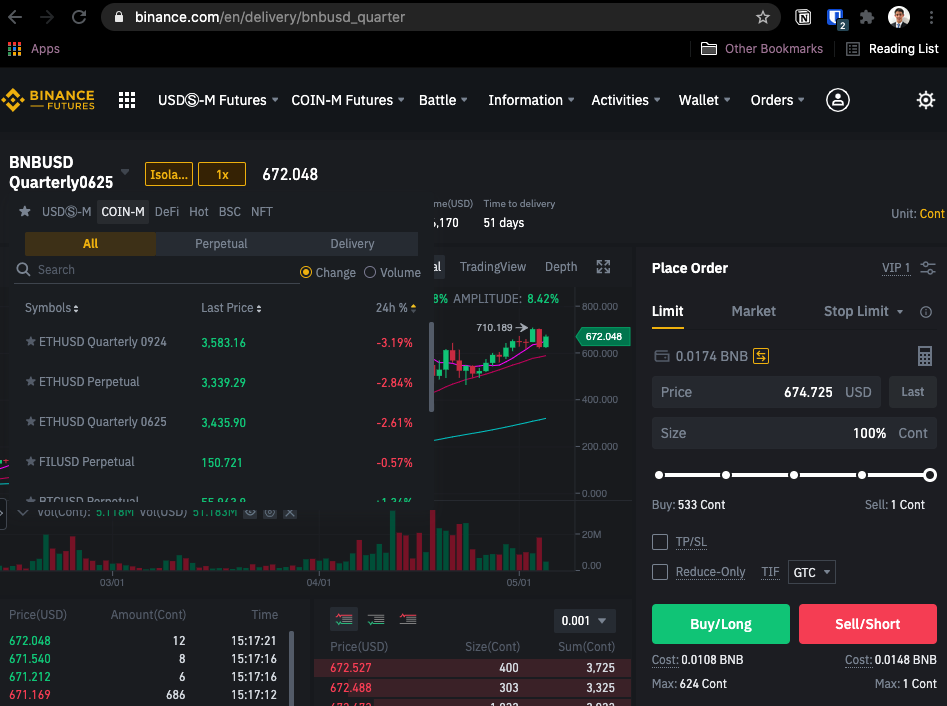 binance.com/en/delivery/bnbusd_quarter
2
Apps
Other Bookmarks
Reading List
BINANCE
FUTURES
USDⓈ-M Futures
COIN-M Futures
Battle
Information
Activities
Wallet
Orders
BNBUSD
Quarterly0625
Isola...
1x
672.048
me(USD)
Time to delivery
,170
51 days
Unit: Cont
USDⓈ-M
COIN-M
DeFi
Hot
BSC
NFT
All
Perpetual
Delivery
Search
Change
Volume
Symbols
Last Price
24h %
ETHUSD Quarterly 0924
3,583.16
-3.19%
ETHUSD Perpetual
3,339.29
-2.84%
ETHUSD Quarterly 0625
3,435.90
-2.61%
FILUSD Perpetual
150.721
-0.57%
BTCUSD Perpetual
al
TradingView
Depth
8% AMPLITUDE: 8.42%
710.189
800.000
672.048
600.000
400.000
200.000
0.000
Vol(Cont): 5.118M Vol(USD) 51.183M
20M
0.00
03/01
04/01
05/01
Place Order
VIP 1
Limit
Market
Stop Limit
0.0174 BNB
Price
674.725
USD
Last
Size
100%
Cont
Buy: 533 Cont
Sell: 1 Cont
TP/SL
Reduce-Only
TIF
GTC
Buy/Long
Sell/Short
Cost: 0.0108 BNB
Cost: 0.0148 BNB
Max: 624 Cont
Max: 1 Cont
Price(USD)
Amount(Cont)
Time
672.048
12
15:17:21
671.540
8
15:17:16
671.212
6
15:17:16
671.169
686
15:17:12
0.001
Price(USD)
Size(Cont)
Sum(Cont)
672.527
400
3,725
672.488
303
3,325